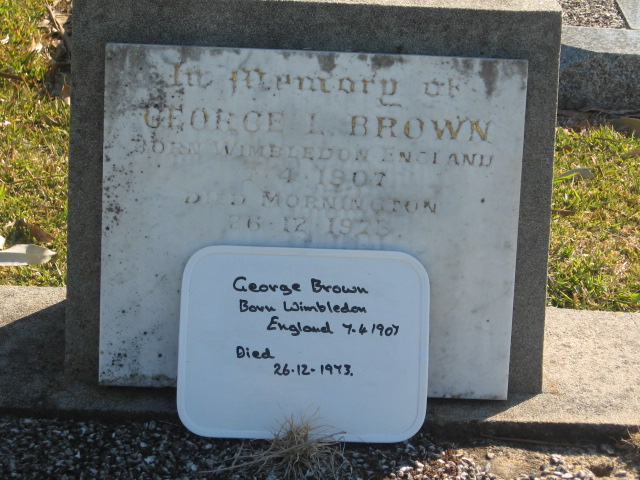 In Memory of
GEORGE L. BROWN
BORN WIMBLEDON ENGLAND
7.4.1907
DIED MORNINGTON
26.12.1973.
George Brown
Born Wimbledon
England 7.4.1907
Died
26.12.1973.